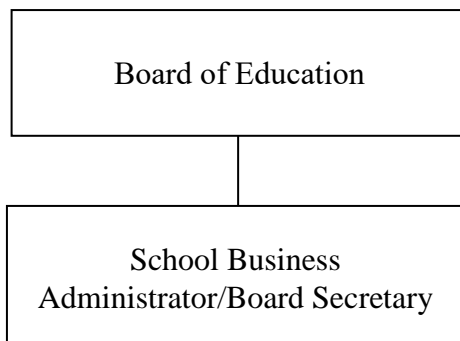 Board of Education
School Business
Administrator/Board Secretary